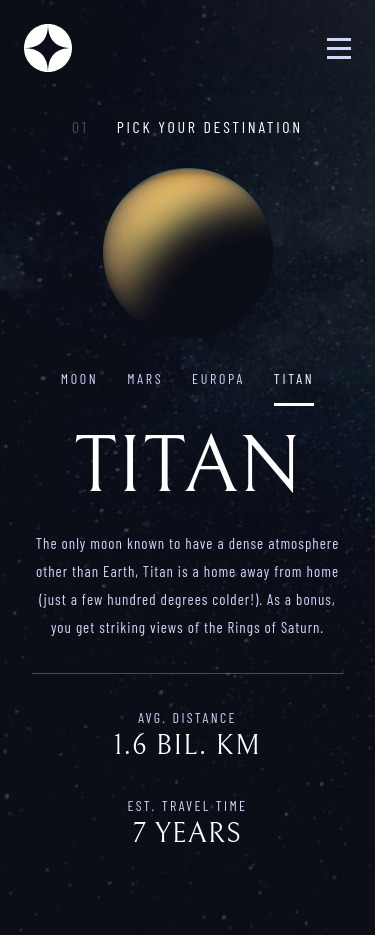 01 PICK YOUR DESTINATION
MOON MARS EUROPA TITAN
TITAN
The only moon known to have a dense atmosphere
other than Earth, Titan is a home away from home
(just a few hundred degrees colder!). As a bonus,
you get striking views of the Rings of Saturn.
AVG. DISTANCE
1.6 BIL. KM
EST. TRAVEL TIME
7 YEARS